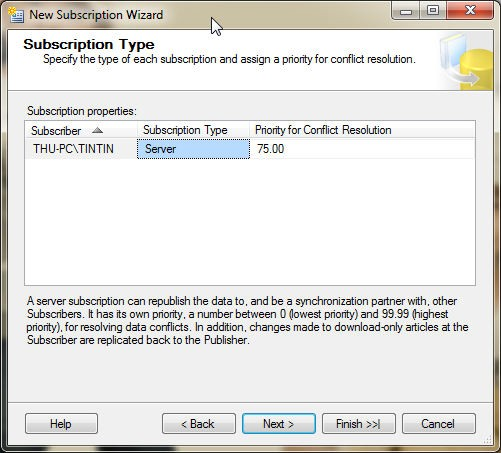 New Subscription Wizard
Subscription Type
Specify the type of each subscription and assign a priority for conflict resolution.
Subscription properties:
Subscriber Subscription Type Priority for Conflict Resolution
THU-PC\TINTIN Server 75.00
A server subscription can republish the data to, and be a synchronization partner with, other
Subscribers. It has its own priority, a number between 0 (lowest priority) and 99.99 (highest
priority), for resolving data conflicts. In addition, changes made to download-only articles at the
Subscriber are replicated back to the Publisher.
Help < Back Next > Finish >>| Cancel